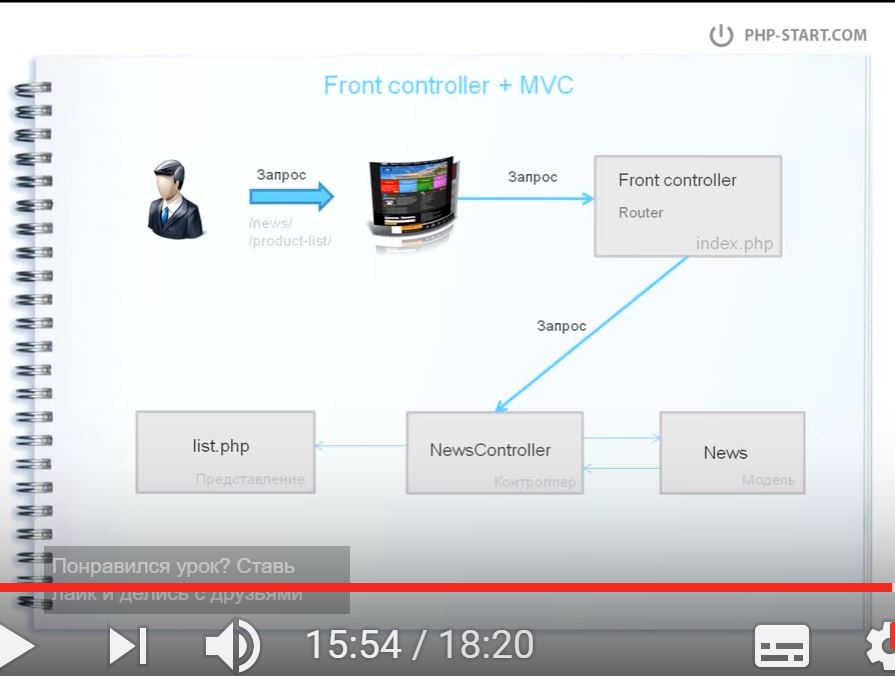 PHP-START.COM
Front controller + MVC
Запрос
/news/
/product-list/
Запрос
Front controller
Router
index.php
Запрос
list.php
Представление
NewsController
Контроллер
News
Модель
Понравился урок? Ставь
лайк и делись с друзьями
15:54 / 18:20